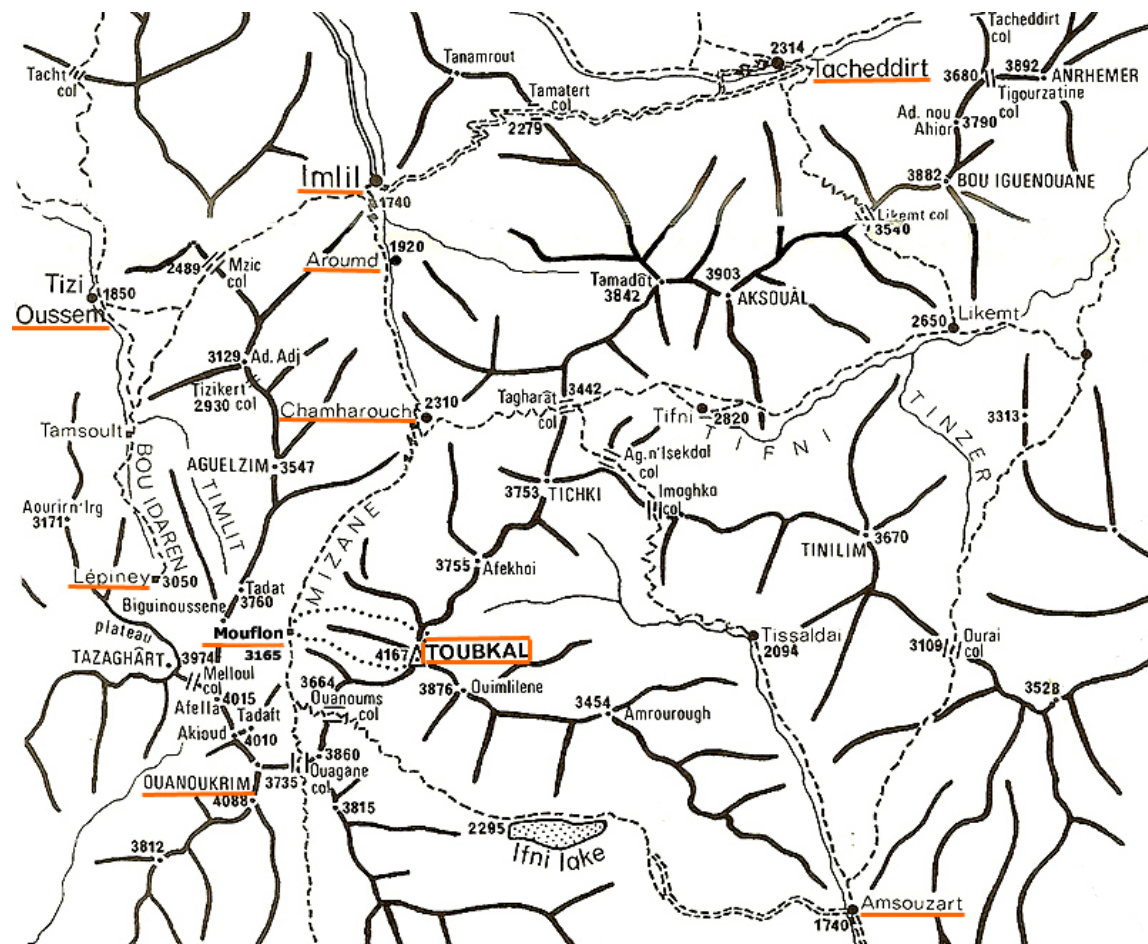 Tacheddirt
col
2314
Tanamrout
Tacht
col
Tacheddirt
3680
3892
ANRHEMER
Tigourzatine
col
Tamatert
col
2279
Ad. nou
Ahior
3790
Imlil
1740
3882
BOU IGUENOUANE
Likemt col
3540
1920
Aroumd
2489
Mzic
col
Tizi
1850
Oussem
Tamadôt
3842
3903
AKSOUÂL
Likemt
2650
3129
Ad. Adj
Tizikert
2930 col
Chamharouch
2310
Tagharât
col
3442
Tifni
2820
TIFNI
TINZER
3313
Tamsoult
BOU IDAREN
TIMLIT
AGUELZIM
3547
Ag.n'Isekdal
col
3753
TICHKI
Imaghka
col
Aourirn'Irg
3171
MIZANE
TINILIM
3670
3755
Afekhoi
Lépiney
3050
Tadat
3760
Biguinoussene
plateau
Mouflon
3165
4167
TOUBKAL
Tissaldai
2094
3109
Ourai
col
TAZAGHÂRT
3974
Melloul
col
3664
Ouanoums
col
3876
Ouimlilene
3454
Amrourough
3528
4015
Afella
Tadaft
4010
Akioud
3860
3735
Ouagane
col
OUANOUKRIM
4088
3815
3812
2295
Ifni lake
Amsouzart
1740